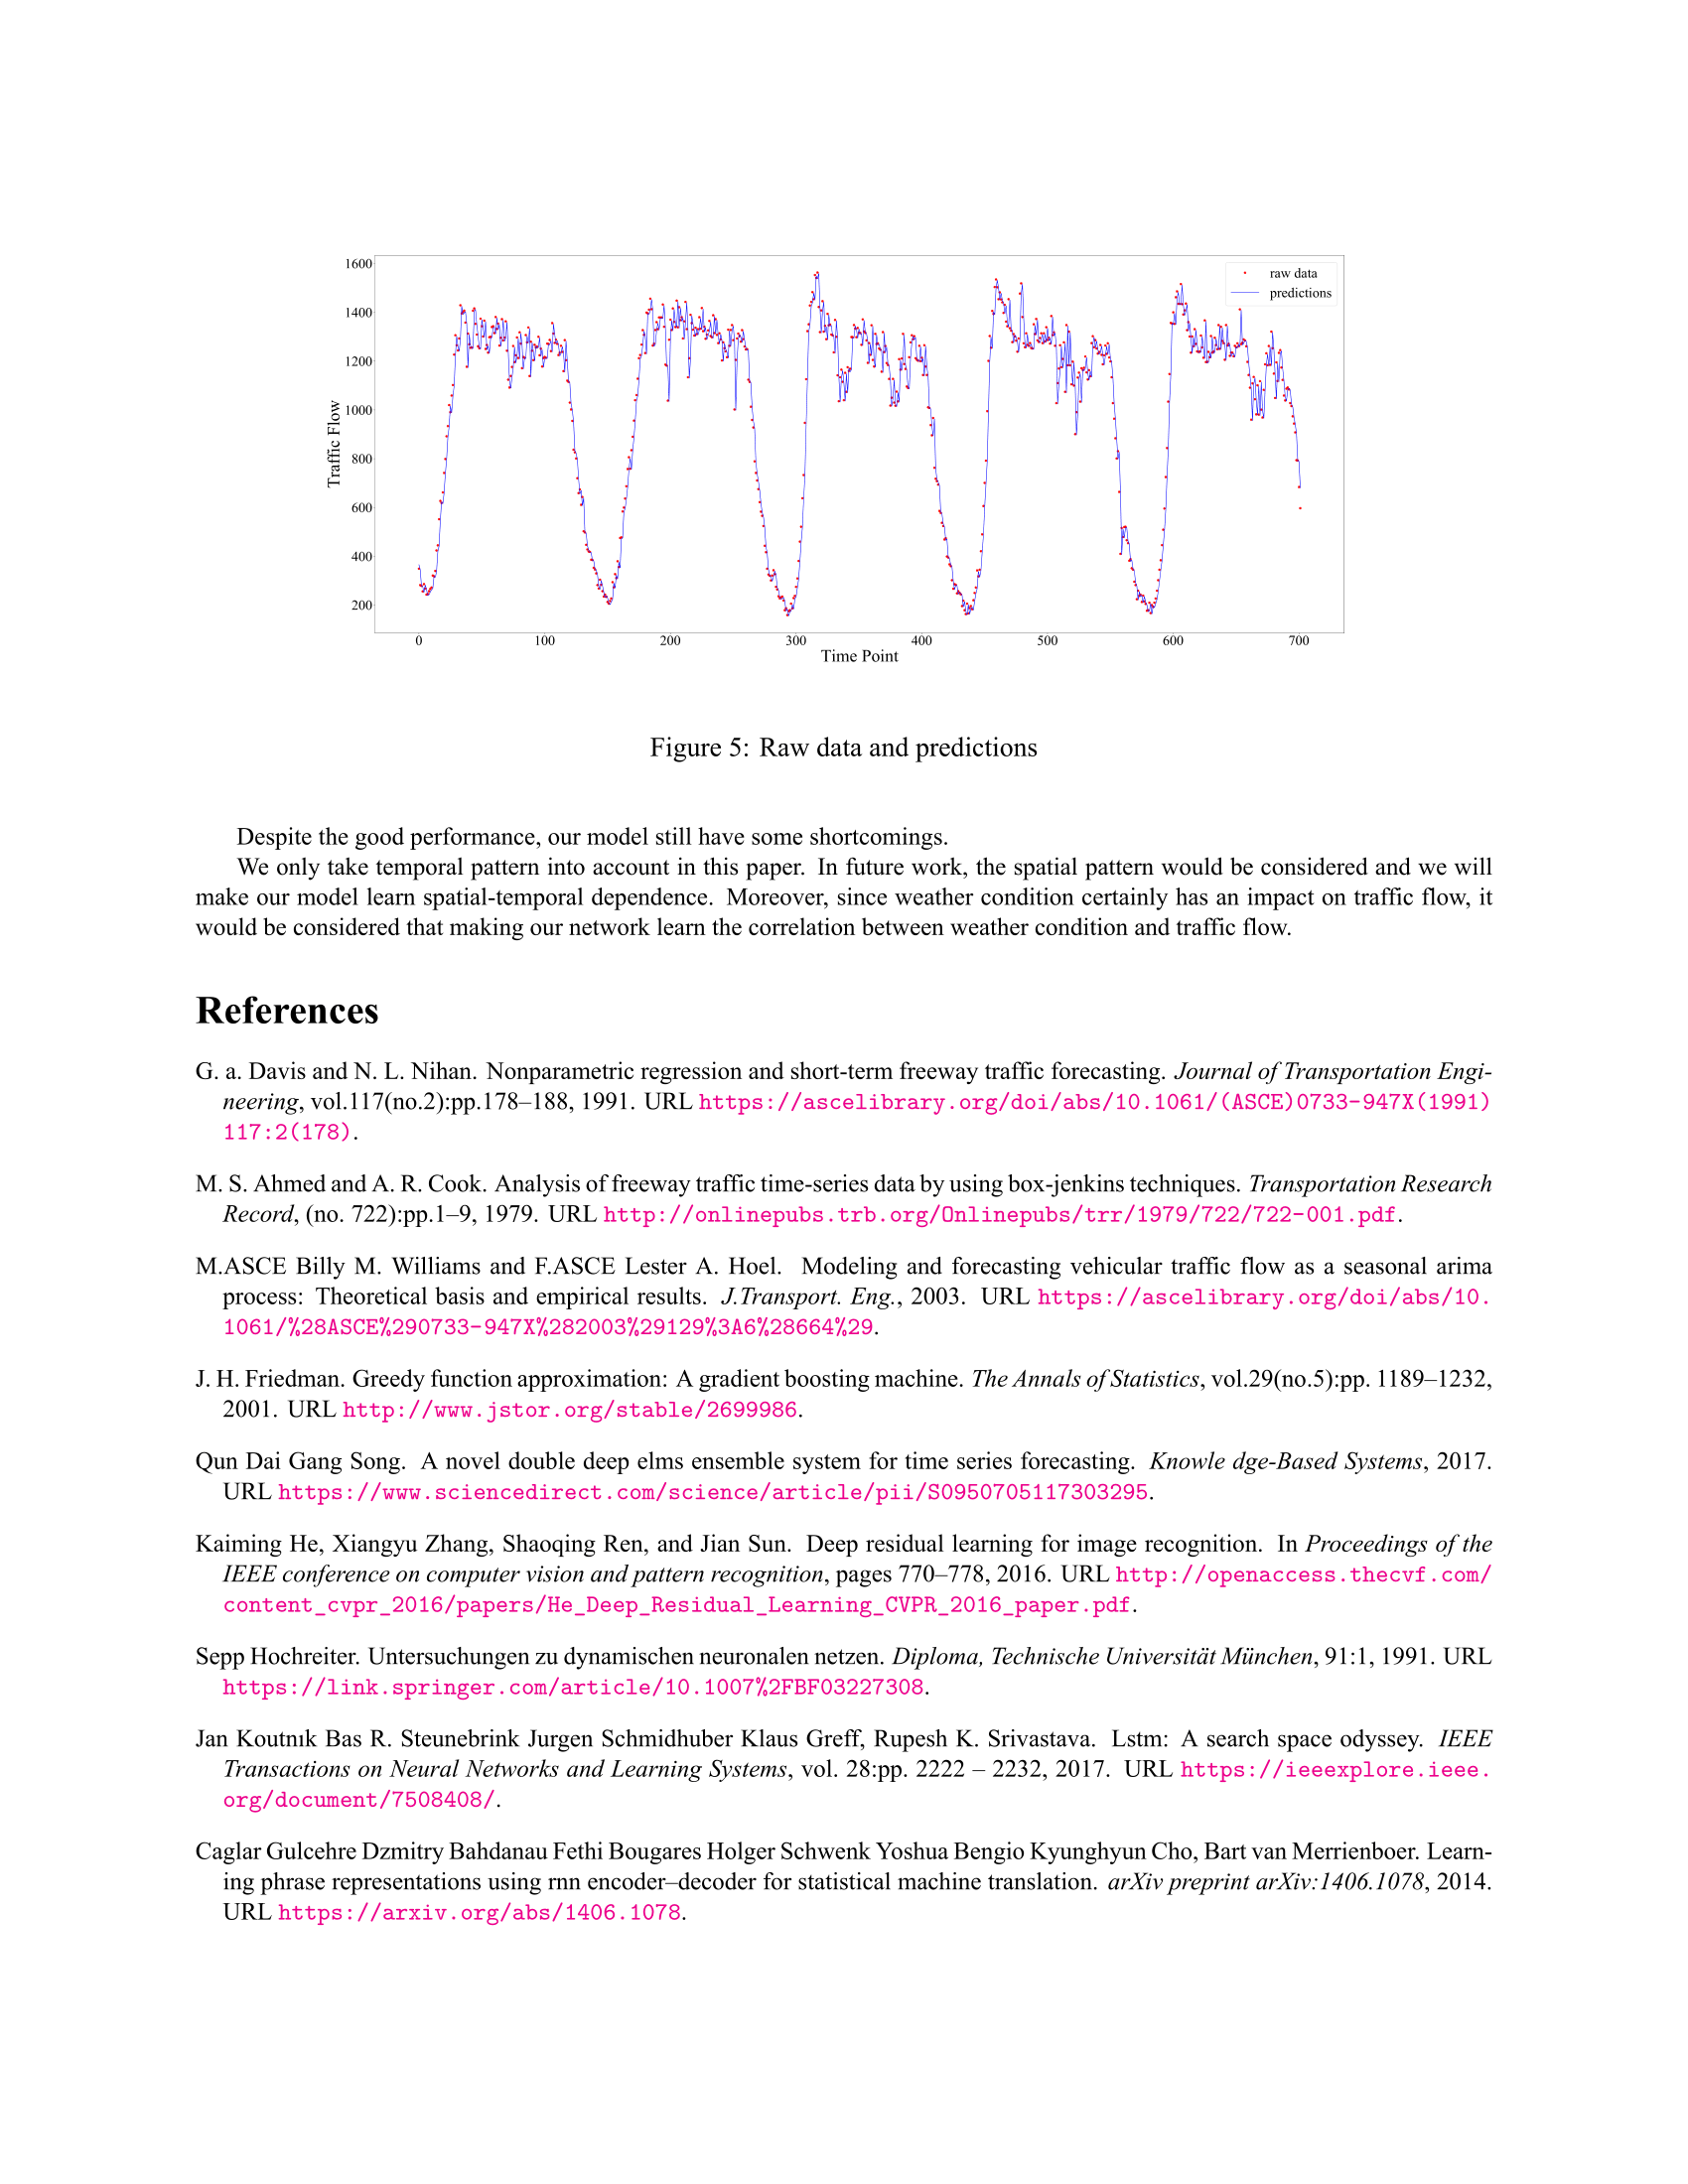 1600
1400
1200
1000
800
600
400
200
Traffic Flow
raw data
predictions
0 100 200 300 400 500 600 700
Time Point
Figure 5: Raw data and predictions
Despite the good performance, our model still have some shortcomings.
We only take temporal pattern into account in this paper. In future work, the spatial pattern would be considered and we will
make our model learn spatial-temporal dependence. Moreover, since weather condition certainly has an impact on traffic flow, it
would be considered that making our network learn the correlation between weather condition and traffic flow.
References
G. a. Davis and N. L. Nihan. Nonparametric regression and short-term freeway traffic forecasting. Journal of Transportation Engi-
neering, vol.117(no.2):pp.178–188, 1991. URL https://ascelibrary.org/doi/abs/10.1061/(ASCE)0733-947X(1991)
117:2(178).
M. S. Ahmed and A. R. Cook. Analysis of freeway traffic time-series data by using box-jenkins techniques. Transportation Research
Record, (no. 722):pp.1–9, 1979. URL http://onlinepubs.trb.org/Onlinepubs/trr/1979/722/722-001.pdf.
M.ASCE Billy M. Williams and F.ASCE Lester A. Hoel. Modeling and forecasting vehicular traffic flow as a seasonal arima
process: Theoretical basis and empirical results. J.Transport. Eng., 2003. URL https://ascelibrary.org/doi/abs/10.
1061/%28ASCE%290733-947X%282003%29129%3A6%28664%29.
J. H. Friedman. Greedy function approximation: A gradient boosting machine. The Annals of Statistics, vol.29(no.5):pp. 1189–1232,
2001. URL http://www.jstor.org/stable/2699986.
Qun Dai Gang Song. A novel double deep elms ensemble system for time series forecasting. Knowle dge-Based Systems, 2017.
URL https://www.sciencedirect.com/science/article/pii/S0950705117303295.
Kaiming He, Xiangyu Zhang, Shaoqing Ren, and Jian Sun. Deep residual learning for image recognition. In Proceedings of the
IEEE conference on computer vision and pattern recognition, pages 770–778, 2016. URL http://openaccess.thecvf.com/
content_cvpr_2016/papers/He_Deep_Residual_Learning_CVPR_2016_paper.pdf.
Sepp Hochreiter. Untersuchungen zu dynamischen neuronalen netzen. Diploma, Technische Universität München, 91:1, 1991. URL
https://link.springer.com/article/10.1007%2FBF03227308.
Jan Koutnık Bas R. Steunebrink Jurgen Schmidhuber Klaus Greff, Rupesh K. Srivastava. Lstm: A search space odyssey. IEEE
Transactions on Neural Networks and Learning Systems, vol. 28:pp. 2222 – 2232, 2017. URL https://ieeexplore.ieee.
org/document/7508408/.
Caglar Gulcehre Dzmitry Bahdanau Fethi Bougares Holger Schwenk Yoshua Bengio Kyunghyun Cho, Bart van Merrienboer. Learn-
ing phrase representations using rnn encoder–decoder for statistical machine translation. arXiv preprint arXiv:1406.1078, 2014.
URL https://arxiv.org/abs/1406.1078.